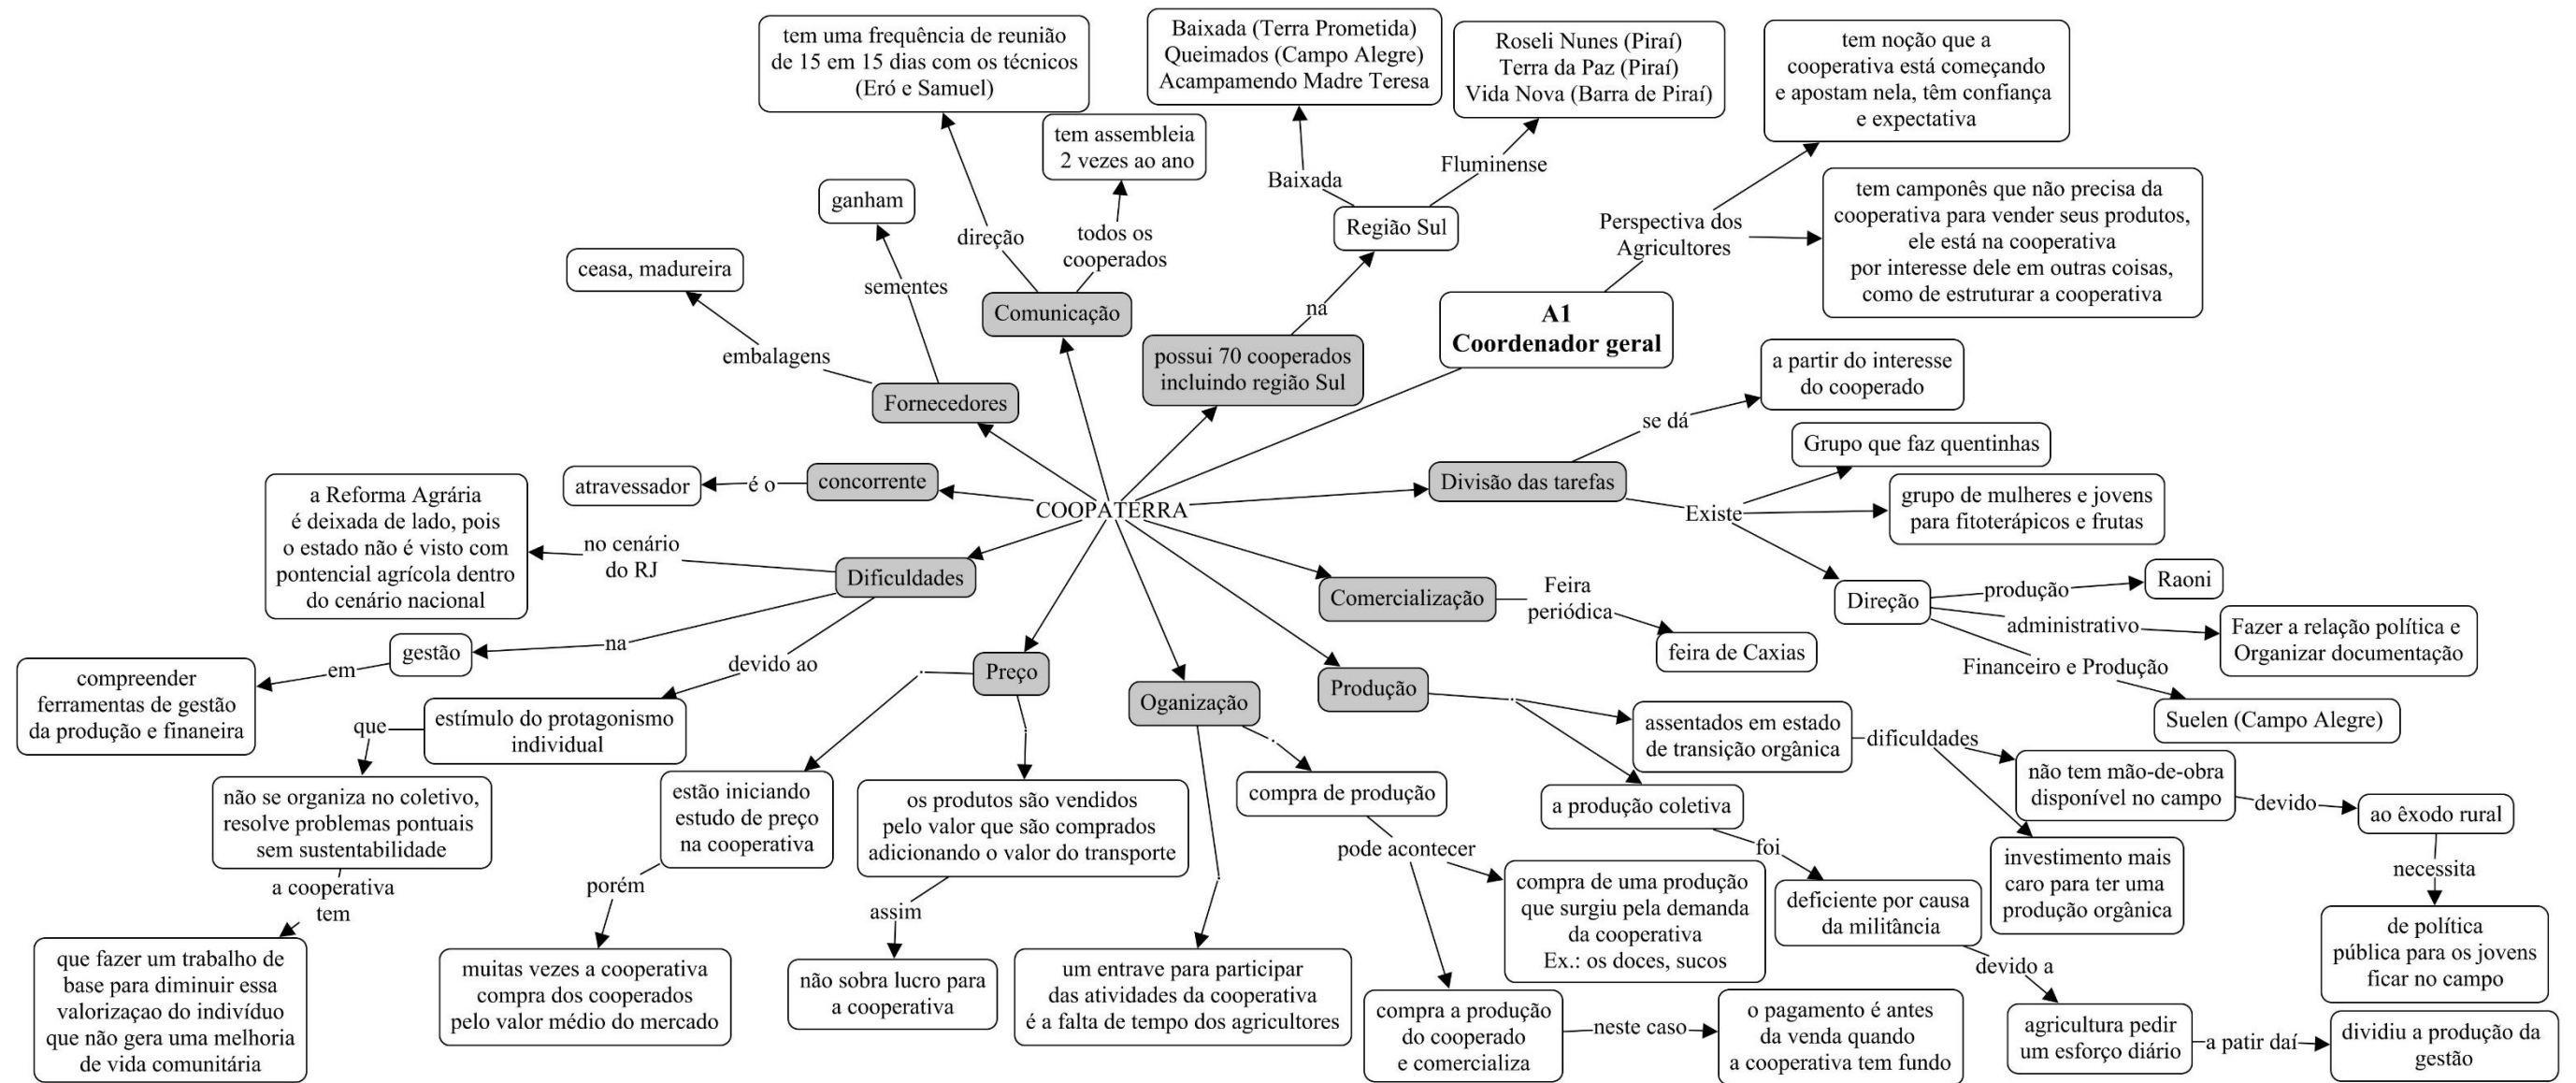 tem uma frequência de reunião
de 15 em 15 dias com os técnicos
(Eró e Samuel)
Baixada (Terra Prometida)
Queimados (Campo Alegre)
Acampamendo Madre Teresa
Roseli Nunes (Piraí)
Terra da Paz (Piraí)
Vida Nova (Barra de Piraí)
tem noção que a
cooperativa está começando
e apostam nela, têm confiança
e expectativa
tem assembleia
2 vezes ao ano
Fluminense
Baixada
ganham
tem camponês que não precisa da
cooperativa para vender seus produtos,
ele está na cooperativa
por interesse dele em outras coisas,
como de estruturar a cooperativa
direção
todos os
cooperados
Região Sul
Perspectiva dos
Agricultores
ceasa, madureira
sementes
Comunicação
na
A1
Coordenador geral
embalagens
possui 70 cooperados
incluindo região Sul
a partir do interesse
do cooperado
Fornecedores
se dá
Grupo que faz quentinhas
atravessador
é o
concorrente
Divisão das tarefas
COOPATERRA
Existe
grupo de mulheres e jovens
para fitoterápicos e frutas
a Reforma Agrária
é deixada de lado, pois
o estado não é visto com
pontencial agrícola dentro
do cenário nacional
no cenário
do RJ
Dificuldades
Comercialização
Feira
periódica
feira de Caxias
Direção
produção
Raoni
administrativo
Fazer a relação política e
Organizar documentação
Financeiro e Produção
Suelen (Campo Alegre)
gestão
na
em
compreender
ferramentas de gestão
da produção e finaneira
devido ao
Preço
Oganização
Produção
estímulo do protagonismo
individual
que
não se organiza no coletivo,
resolve problemas pontuais
sem sustentabilidade
a cooperativa
tem
que fazer um trabalho de
base para diminuir essa
valorizaçao do indivíduo
que não gera uma melhoria
de vida comunitária
estão iniciando
estudo de preço
na cooperativa
porém
muitas vezes a cooperativa
compra dos cooperados
pelo valor médio do mercado
os produtos são vendidos
pelo valor que são comprados
adicionando o valor do transporte
assim
não sobra lucro para
a cooperativa
um entrave para participar
das atividades da cooperativa
é a falta de tempo dos agricultores
compra de produção
pode acontecer
compra de uma produção
que surgiu pela demanda
da cooperativa
Ex.: os doces, sucos
compra a produção
do cooperado
e comercializa
neste caso
o pagamento é antes
da venda quando
a cooperativa tem fundo
assentados em estado
de transição orgânica
dificuldades
não tem mão-de-obra
disponível no campo
devido
ao êxodo rural
necessita
de política
pública para os jovens
ficar no campo
investimento mais
caro para ter uma
produção orgânica
a produção coletiva
foi
deficiente por causa
da militância
devido a
agricultura pedir
um esforço diário
a patir daí
dividiu a produção da
gestão